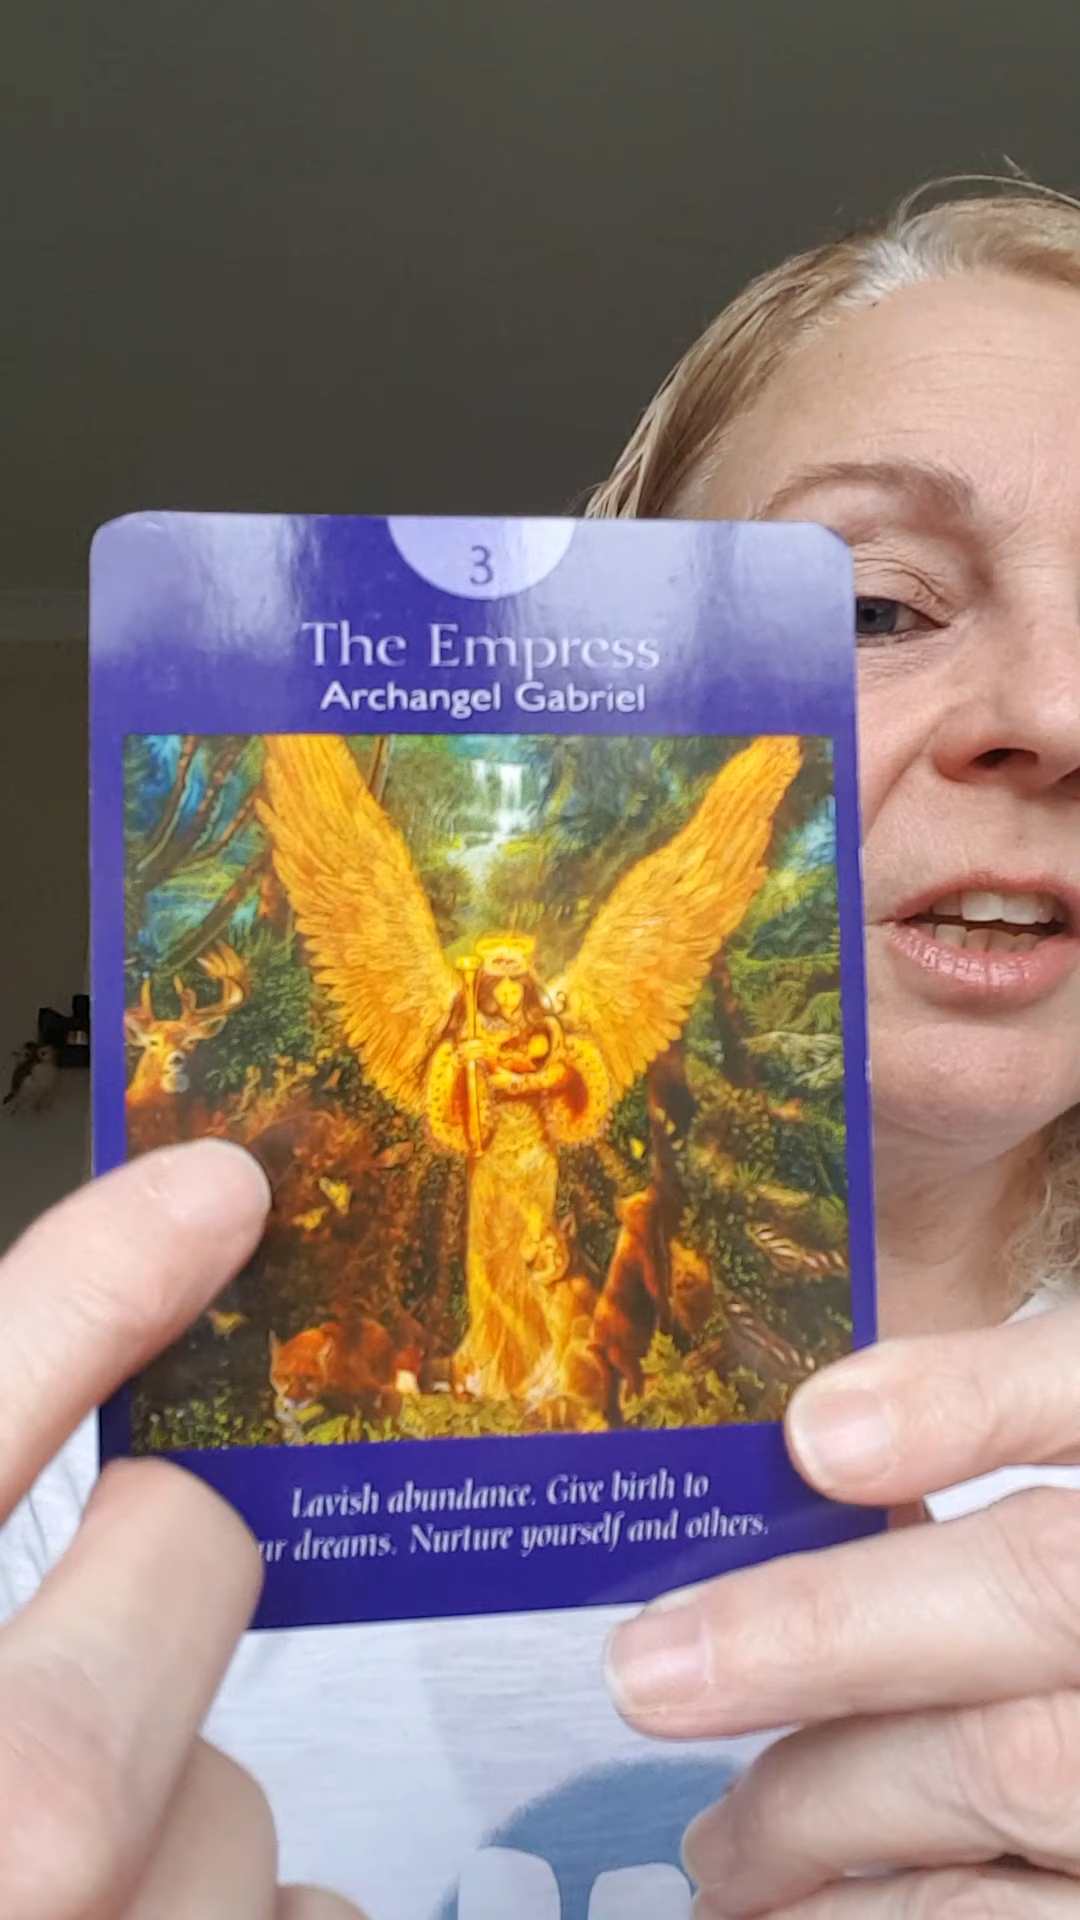 3
The Empress
Archangel Gabriel
Lavish abundance. Give birth to
ur dreams. Nurture yourself and others.